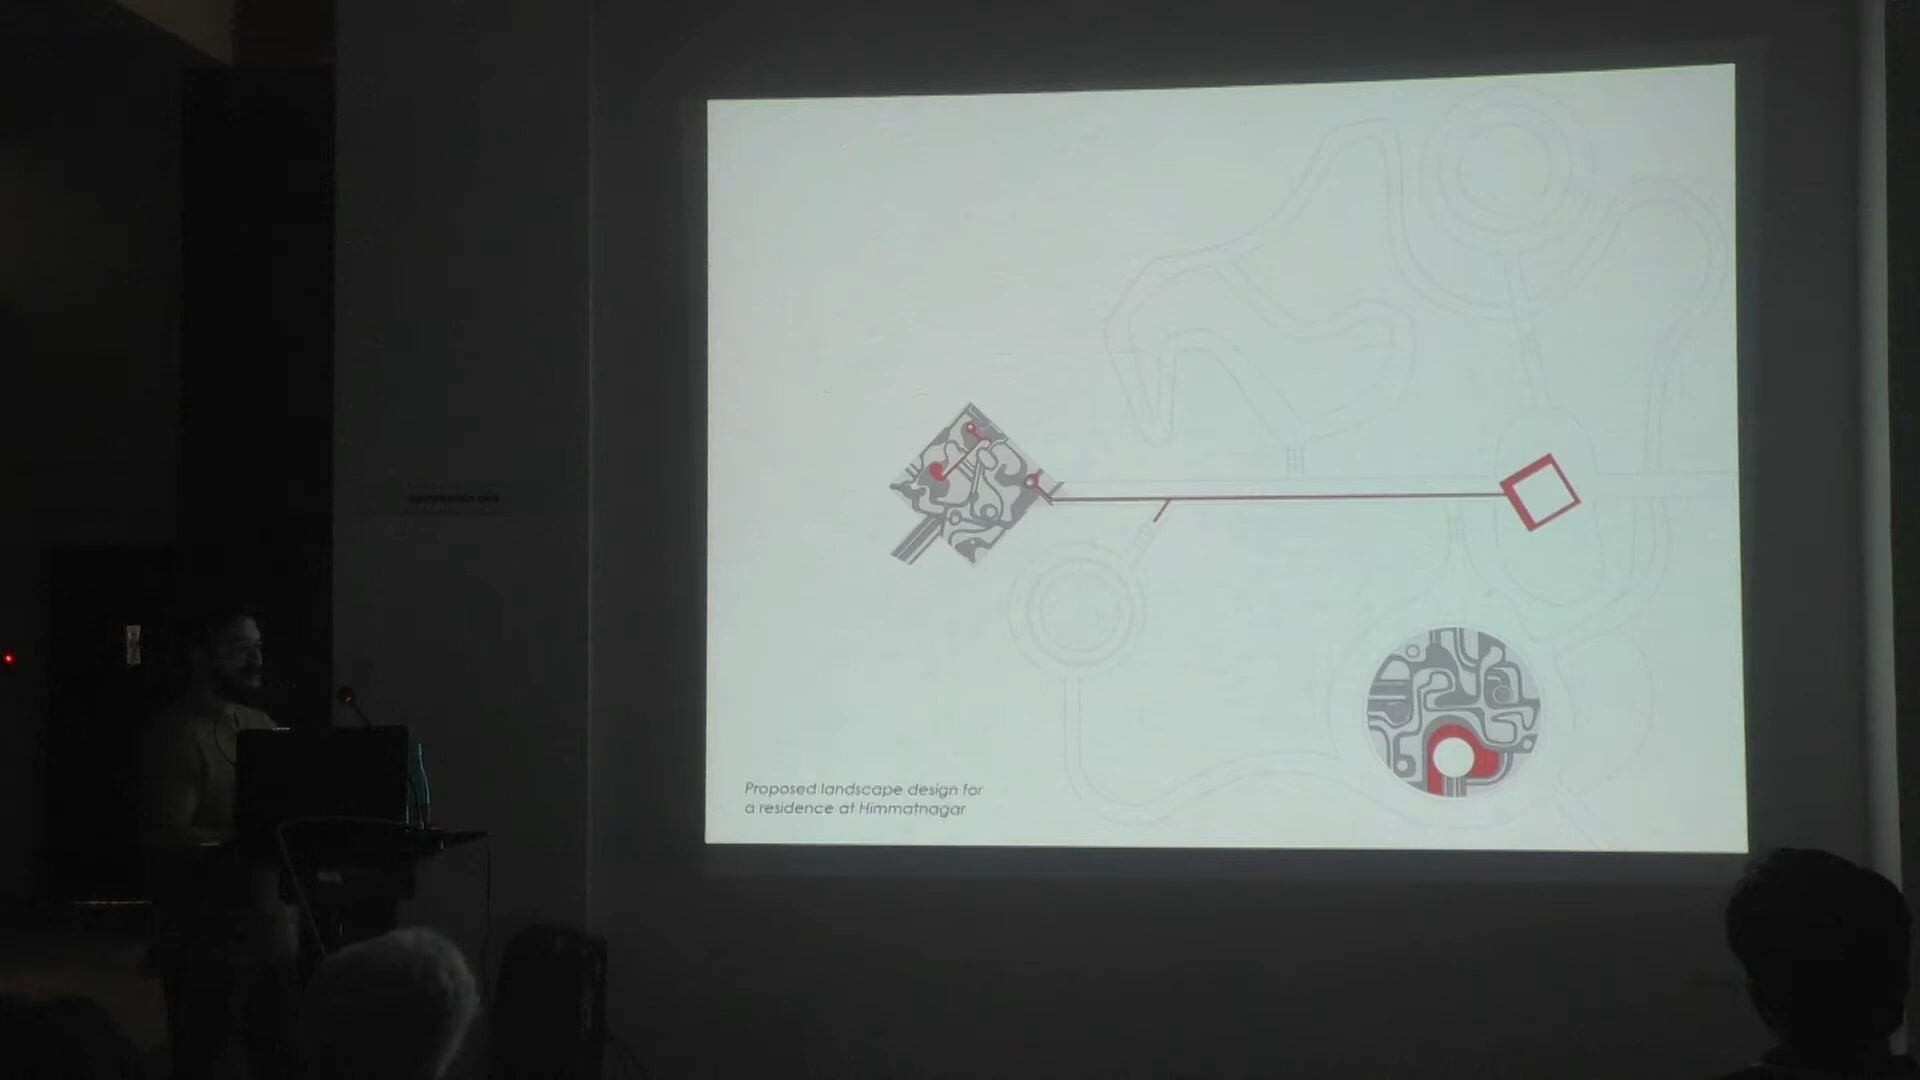 Proposed landscape design for
a residence at Himmatnagar